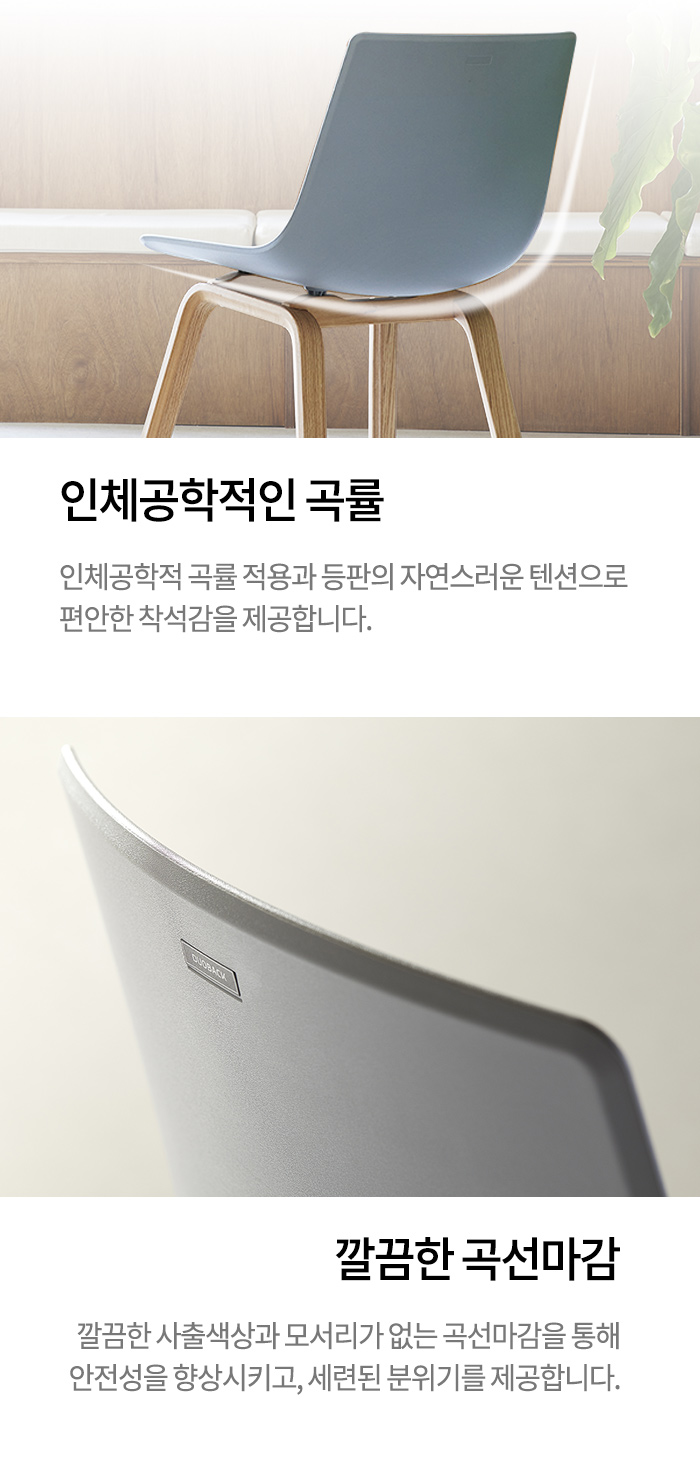 인체공학적인 곡률
인체공학적 곡률 적용과 등판의 자연스러운 텐션으로
편안한 착석감을 제공합니다.
DUOBACK
깔끔한 곡선마감
깔끔한 사출색상과 모서리가 없는 곡선마감을 통해
안전성을 향상시키고, 세련된 분위기를 제공합니다.